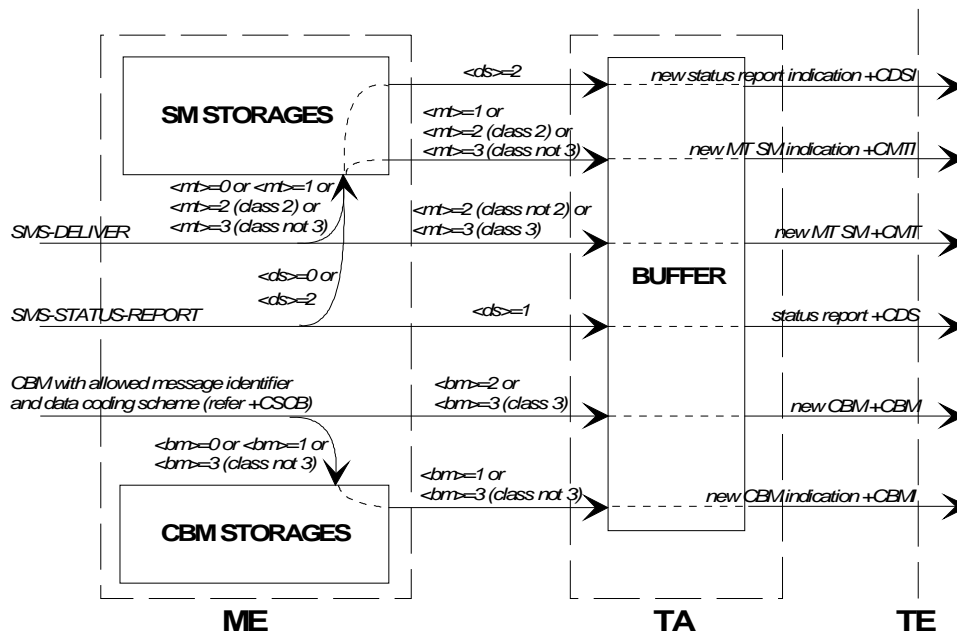 <ds>=2
new status report indication +CDSI
SM STORAGES
<mt>=1 or
<mt>=2 (class 2) or
<mt>=3 (class not 3)
new MT SM indication +CMTI
<mt>=0 or <mt>=1 or
<mt>=2 (class 2) or
<mt>=3 (class not 3)
<mt>=2 (class not 2) or
<mt>=3 (class 3)
SMS-DELIVER
new MT SM +CMT
BUFFER
<ds>=0 or
<ds>=2
SMS-STATUS-REPORT
<ds>=1
status report +CDS
CBM with allowed message identifier
and data coding scheme (refer +CSCB)
<bm>=2 or
<bm>=3 (class 3)
new CBM +CBM
<bm>=0 or <bm>=1 or
<bm>=3 (class not 3)
<bm>=1 or
<bm>=3 (class not 3)
new CBM indication +CBMI
CBM STORAGES
ME
TA
TE